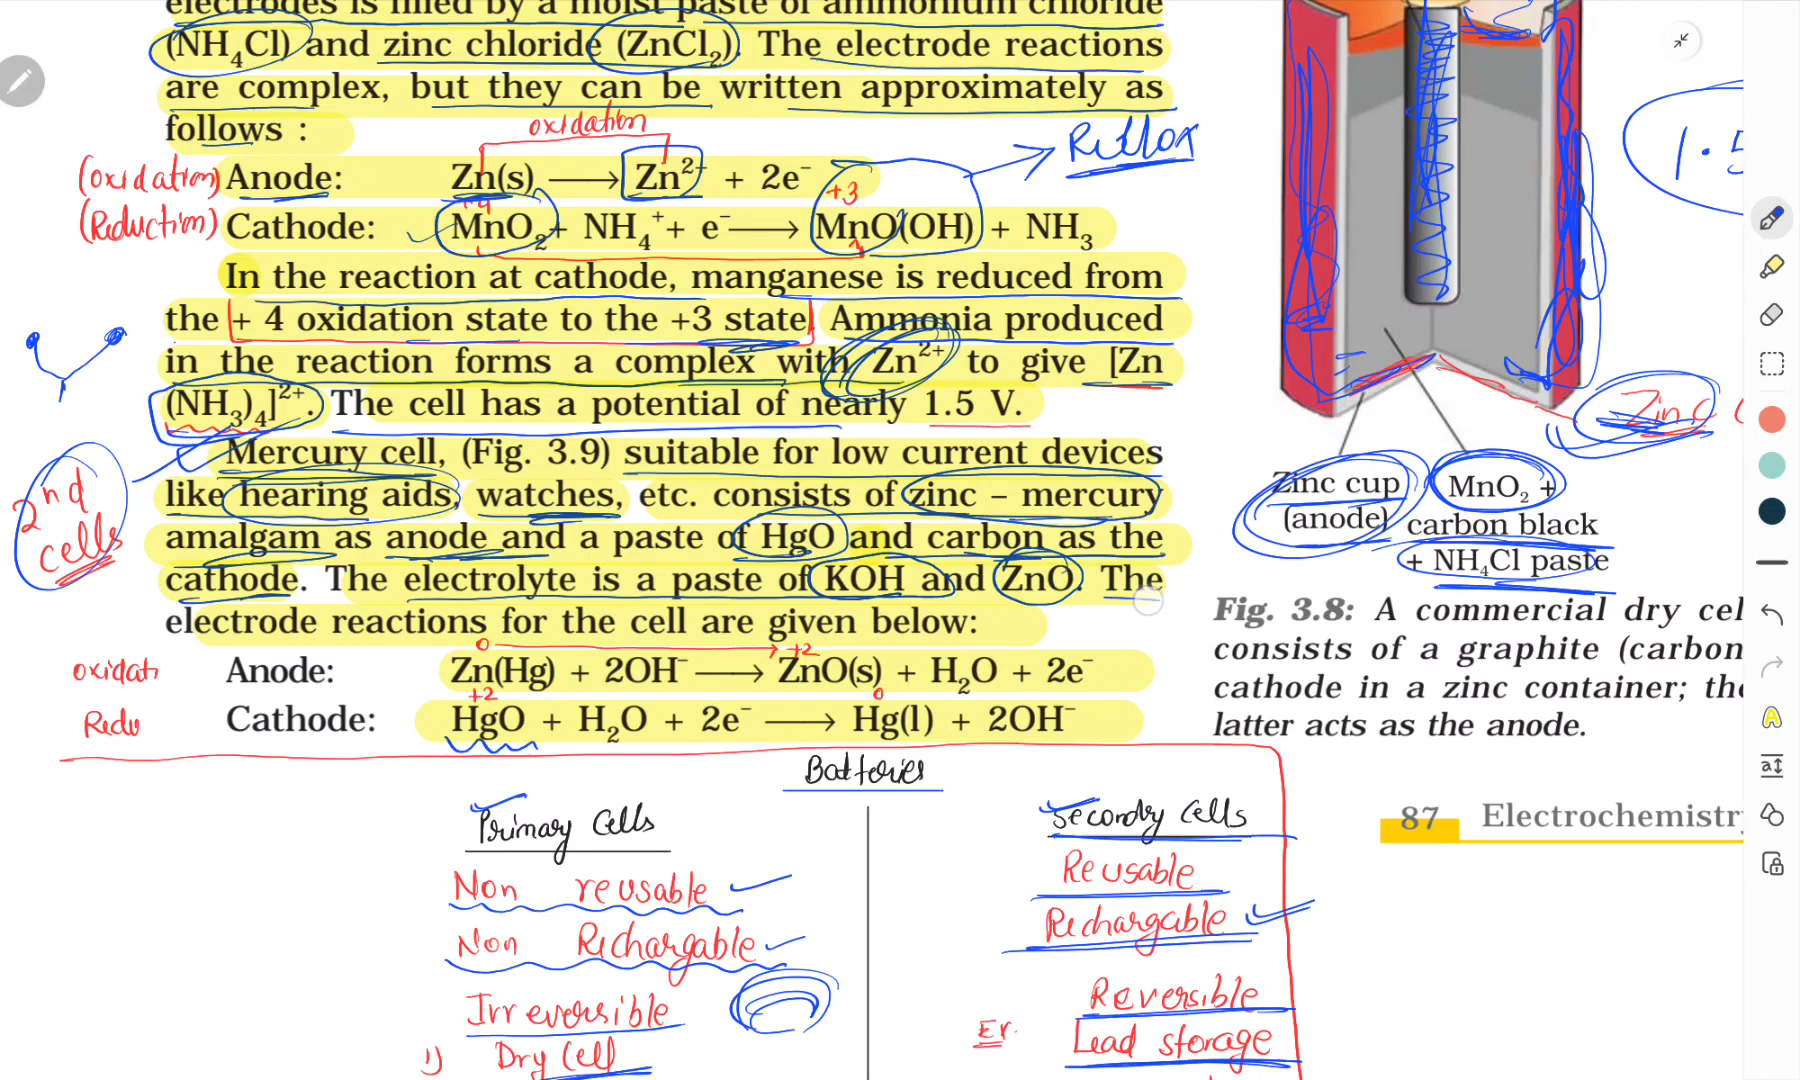 electrodes is filled by a moist paste of ammonium chloride
(NH₄Cl) and zinc chloride (ZnCl₂). The electrode reactions
are complex, but they can be written approximately as
follows :
oxidation
Redox
(oxidation) Anode: Zn(s) ⟶ Zn²⁺ + 2e⁻
+4 +3
(Reduction) Cathode: MnO₂ + NH₄⁺ + e⁻ ⟶ MnO(OH) + NH₃
In the reaction at cathode, manganese is reduced from
the + 4 oxidation state to the +3 state. Ammonia produced
in the reaction forms a complex with Zn²⁺ to give [Zn
(NH₃)₄]²⁺. The cell has a potential of nearly 1.5 V.
Mercury cell, (Fig. 3.9) suitable for low current devices
like hearing aids, watches, etc. consists of zinc – mercury
amalgam as anode and a paste of HgO and carbon as the
cathode. The electrolyte is a paste of KOH and ZnO. The
electrode reactions for the cell are given below:
2nd
cells
0 +2
oxidati Anode: Zn(Hg) + 2OH⁻ ⟶ ZnO(s) + H₂O + 2e⁻
+2 0
Redu Cathode: HgO + H₂O + 2e⁻ ⟶ Hg(l) + 2OH⁻
1.5
Zinc
Zinc cup
(anode)
MnO₂ +
carbon black
+ NH₄Cl paste
Fig. 3.8: A commercial dry cel
consists of a graphite (carbon
cathode in a zinc container; the
latter acts as the anode.
87 Electrochemistry
Batteries
Primary Cells
Non reusable
Non Rechargable
Irreversible
1) Dry Cell
Secondry Cells
Reusable
Rechargable
Reversible
Ex. Lead storage